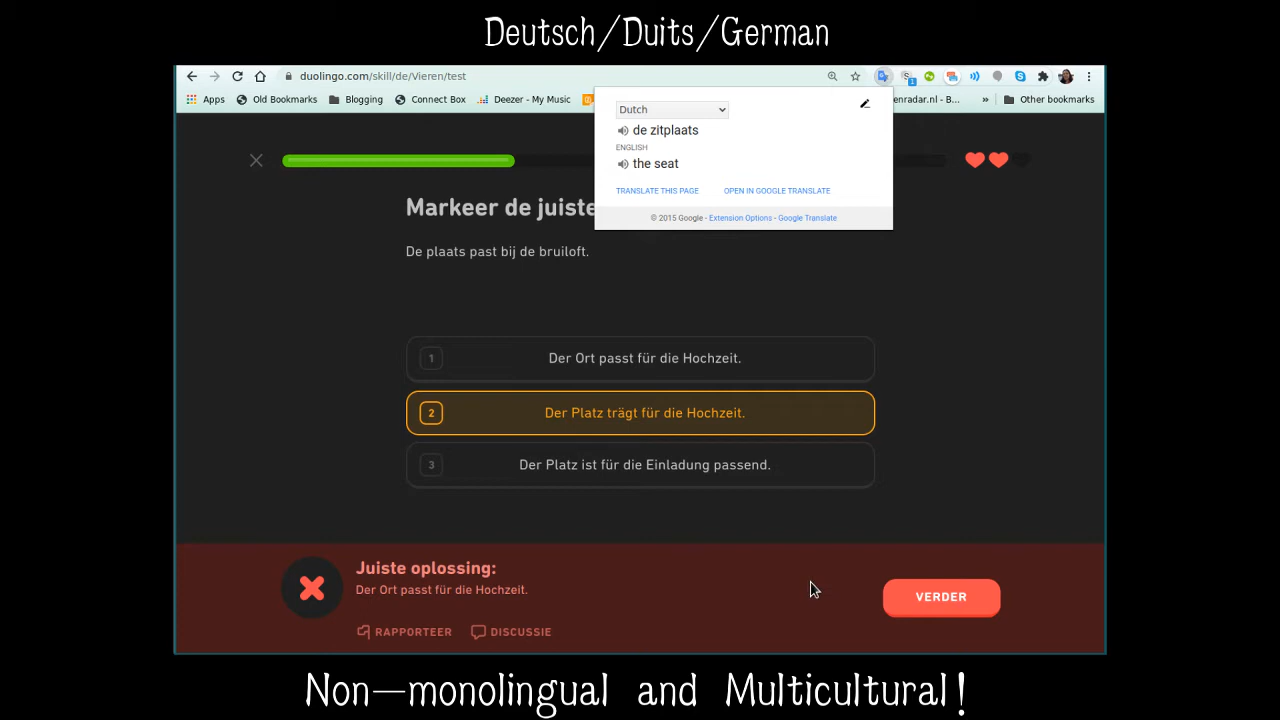 Deutsch/Duits/German
duolingo.com/skill/de/Vieren/test
Apps Old Bookmarks Blogging Connect Box Deezer - My Music enradar.nl - B... » Other bookmarks
1
Dutch
de zitplaats
ENGLISH
the seat
TRANSLATE THIS PAGE OPEN IN GOOGLE TRANSLATE
© 2015 Google - Extension Options - Google Translate
Markeer de juiste
De plaats past bij de bruiloft.
1 Der Ort passt für die Hochzeit.
2 Der Platz trägt für die Hochzeit.
3 Der Platz ist für die Einladung passend.
Juiste oplossing:
Der Ort passt für die Hochzeit.
VERDER
RAPPORTEER DISCUSSIE
Non-monolingual and Multicultural!